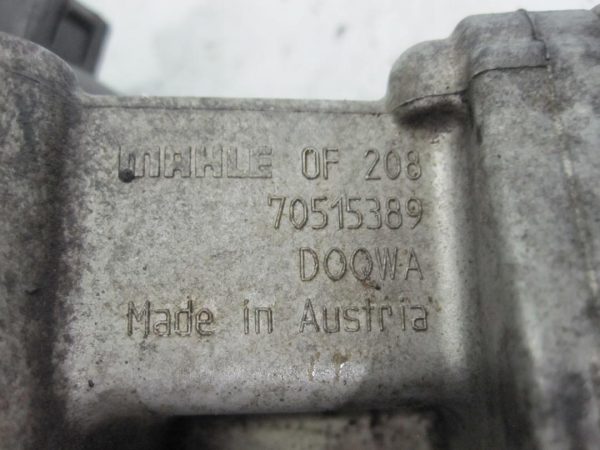 MAHLE OF 208
70515389
DOQWA
Made in Austria